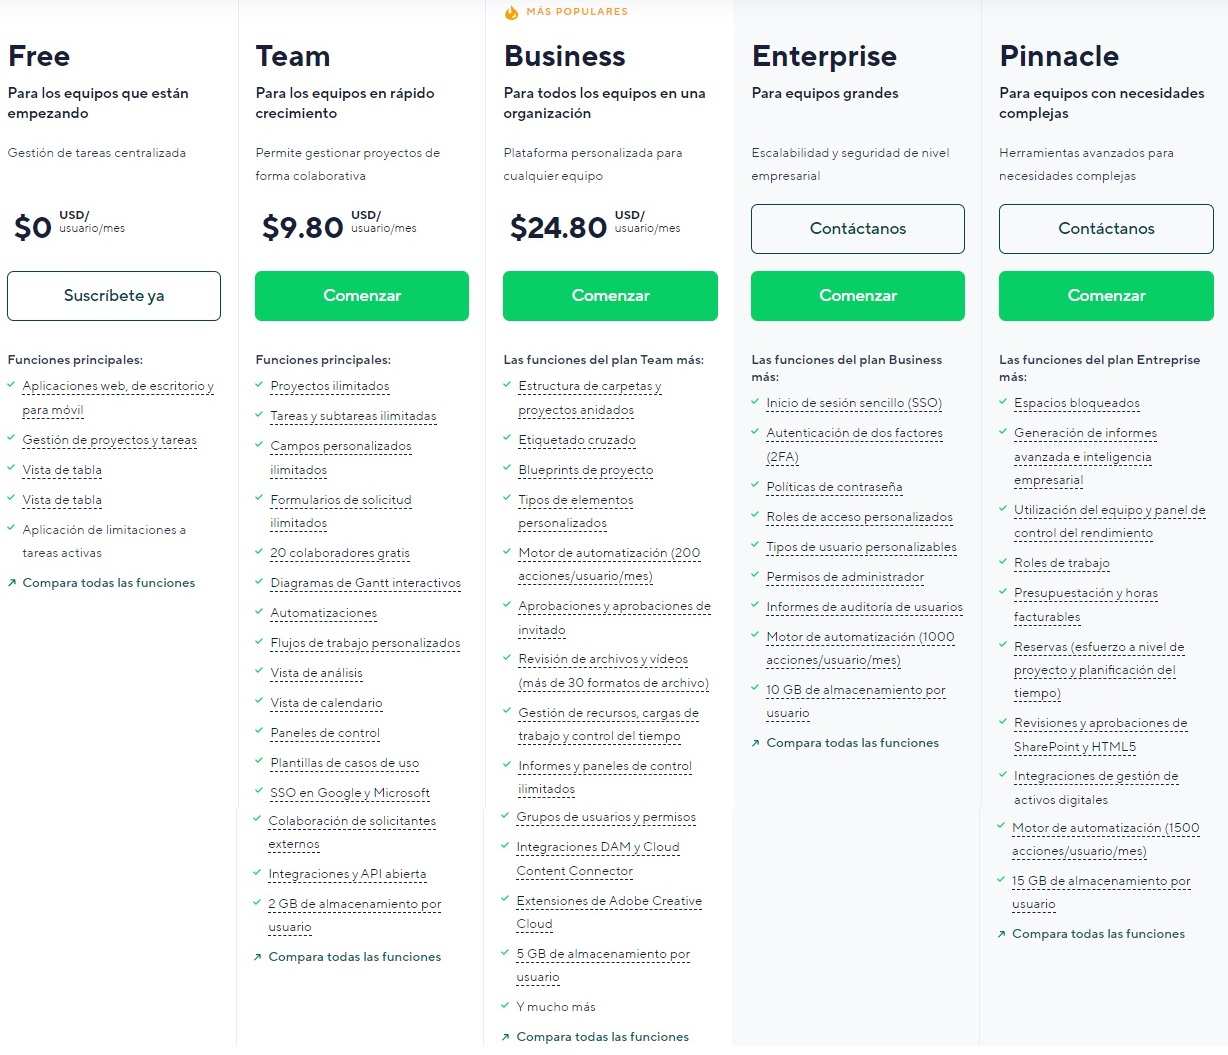 MÁS POPULARES
Free
Para los equipos que están
empezando
Gestión de tareas centralizada
$0 USD/
usuario/mes
Suscríbete ya
Funciones principales:
Aplicaciones web, de escritorio y
para móvil
Gestión de proyectos y tareas
Vista de tabla
Vista de tabla
Aplicación de limitaciones a
tareas activas
Compara todas las funciones
Team
Para los equipos en rápido
crecimiento
Permite gestionar proyectos de
forma colaborativa
$9.80 USD/
usuario/mes
Comenzar
Funciones principales:
Proyectos ilimitados
Tareas y subtareas ilimitadas
Campos personalizados
ilimitados
Formularios de solicitud
ilimitados
20 colaboradores gratis
Diagramas de Gantt interactivos
Automatizaciones
Flujos de trabajo personalizados
Vista de análisis
Vista de calendario
Paneles de control
Plantillas de casos de uso
SSO en Google y Microsoft
Colaboración de solicitantes
externos
Integraciones y API abierta
2 GB de almacenamiento por
usuario
Compara todas las funciones
Business
Para todos los equipos en una
organización
Plataforma personalizada para
cualquier equipo
$24.80 USD/
usuario/mes
Comenzar
Las funciones del plan Team más:
Estructura de carpetas y
proyectos anidados
Etiquetado cruzado
Blueprints de proyecto
Tipos de elementos
personalizados
Motor de automatización (200
acciones/usuario/mes)
Aprobaciones y aprobaciones de
invitado
Revisión de archivos y vídeos
(más de 30 formatos de archivo)
Gestión de recursos, cargas de
trabajo y control del tiempo
Informes y paneles de control
ilimitados
Grupos de usuarios y permisos
Integraciones DAM y Cloud
Content Connector
Extensiones de Adobe Creative
Cloud
5 GB de almacenamiento por
usuario
Y mucho más
Compara todas las funciones
Enterprise
Para equipos grandes
Escalabilidad y seguridad de nivel
empresarial
Contáctanos
Comenzar
Las funciones del plan Business
más:
Inicio de sesión sencillo (SSO)
Autenticación de dos factores
(2FA)
Políticas de contraseña
Roles de acceso personalizados
Tipos de usuario personalizables
Permisos de administrador
Informes de auditoría de usuarios
Motor de automatización (1000
acciones/usuario/mes)
10 GB de almacenamiento por
usuario
Compara todas las funciones
Pinnacle
Para equipos con necesidades
complejas
Herramientas avanzados para
necesidades complejas
Contáctanos
Comenzar
Las funciones del plan Entreprise
más:
Espacios bloqueados
Generación de informes
avanzada e inteligencia
empresarial
Utilización del equipo y panel de
control del rendimiento
Roles de trabajo
Presupuestación y horas
facturables
Reservas (esfuerzo a nivel de
proyecto y planificación del
tiempo)
Revisiones y aprobaciones de
SharePoint y HTML5
Integraciones de gestión de
activos digitales
Motor de automatización (1500
acciones/usuario/mes)
15 GB de almacenamiento por
usuario
Compara todas las funciones